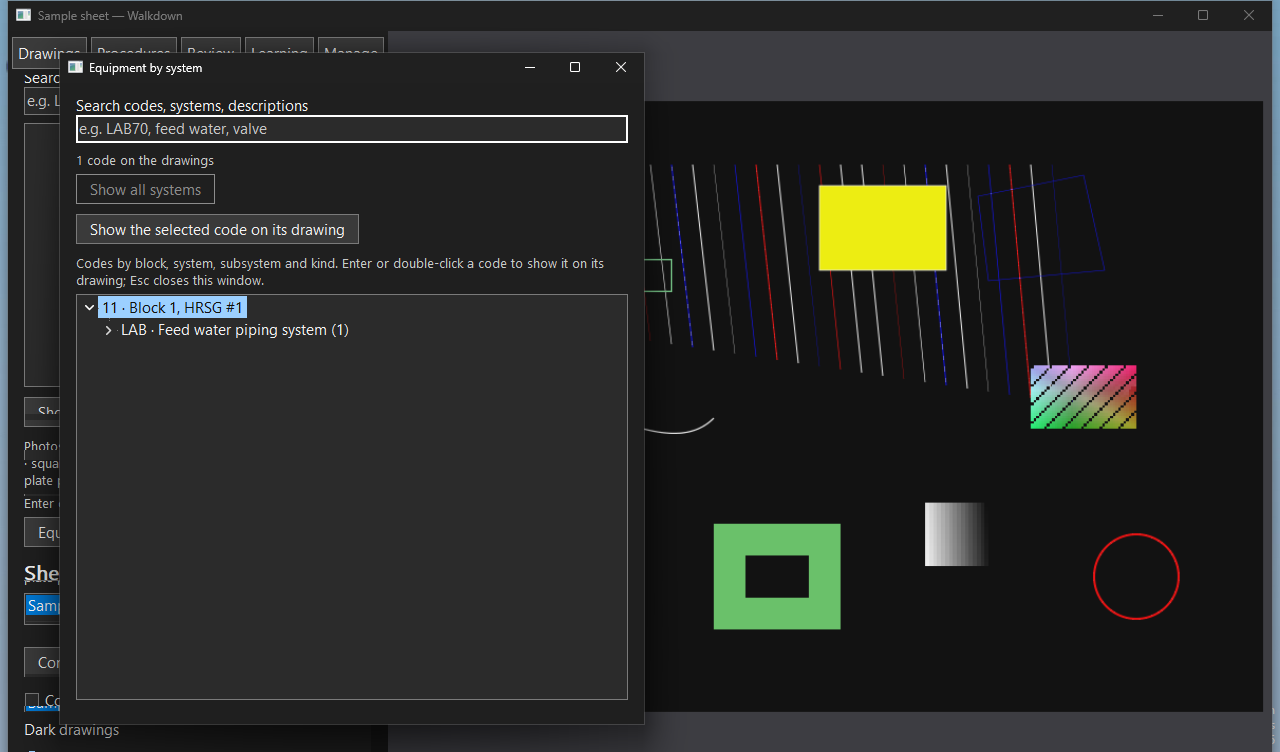 Sample sheet — Walkdown
Drawings Procedures Review Learning Manage
Equipment by system
Search codes, systems, descriptions
e.g. LAB70, feed water, valve
1 code on the drawings
Show all systems
Show the selected code on its drawing
Codes by block, system, subsystem and kind. Enter or double-click a code to show it on its
drawing; Esc closes this window.
11 · Block 1, HRSG #1
LAB · Feed water piping system (1)
e.g.
· squa
plate
Enter
Dark drawings